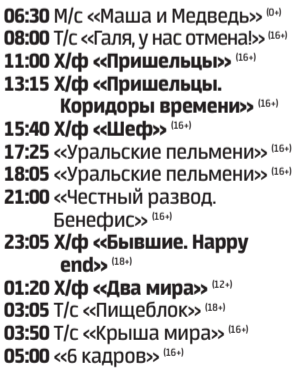 06:30 М/с «Маша и Медведь» (0+)
08:00 Т/с «Галя, у нас отмена!» (16+)
11:00 Х/ф «Пришельцы» (16+)
13:15 Х/ф «Пришельцы.
Коридоры времени» (16+)
15:40 Х/ф «Шеф» (16+)
17:25 «Уральские пельмени» (16+)
18:05 «Уральские пельмени» (16+)
21:00 «Честный развод.
Бенефис» (16+)
23:05 Х/ф «Бывшие. Happy
end» (18+)
01:20 Х/ф «Два мира» (12+)
03:05 Т/с «Пищеблок» (18+)
03:50 Т/с «Крыша мира» (16+)
05:00 «6 кадров» (16+)